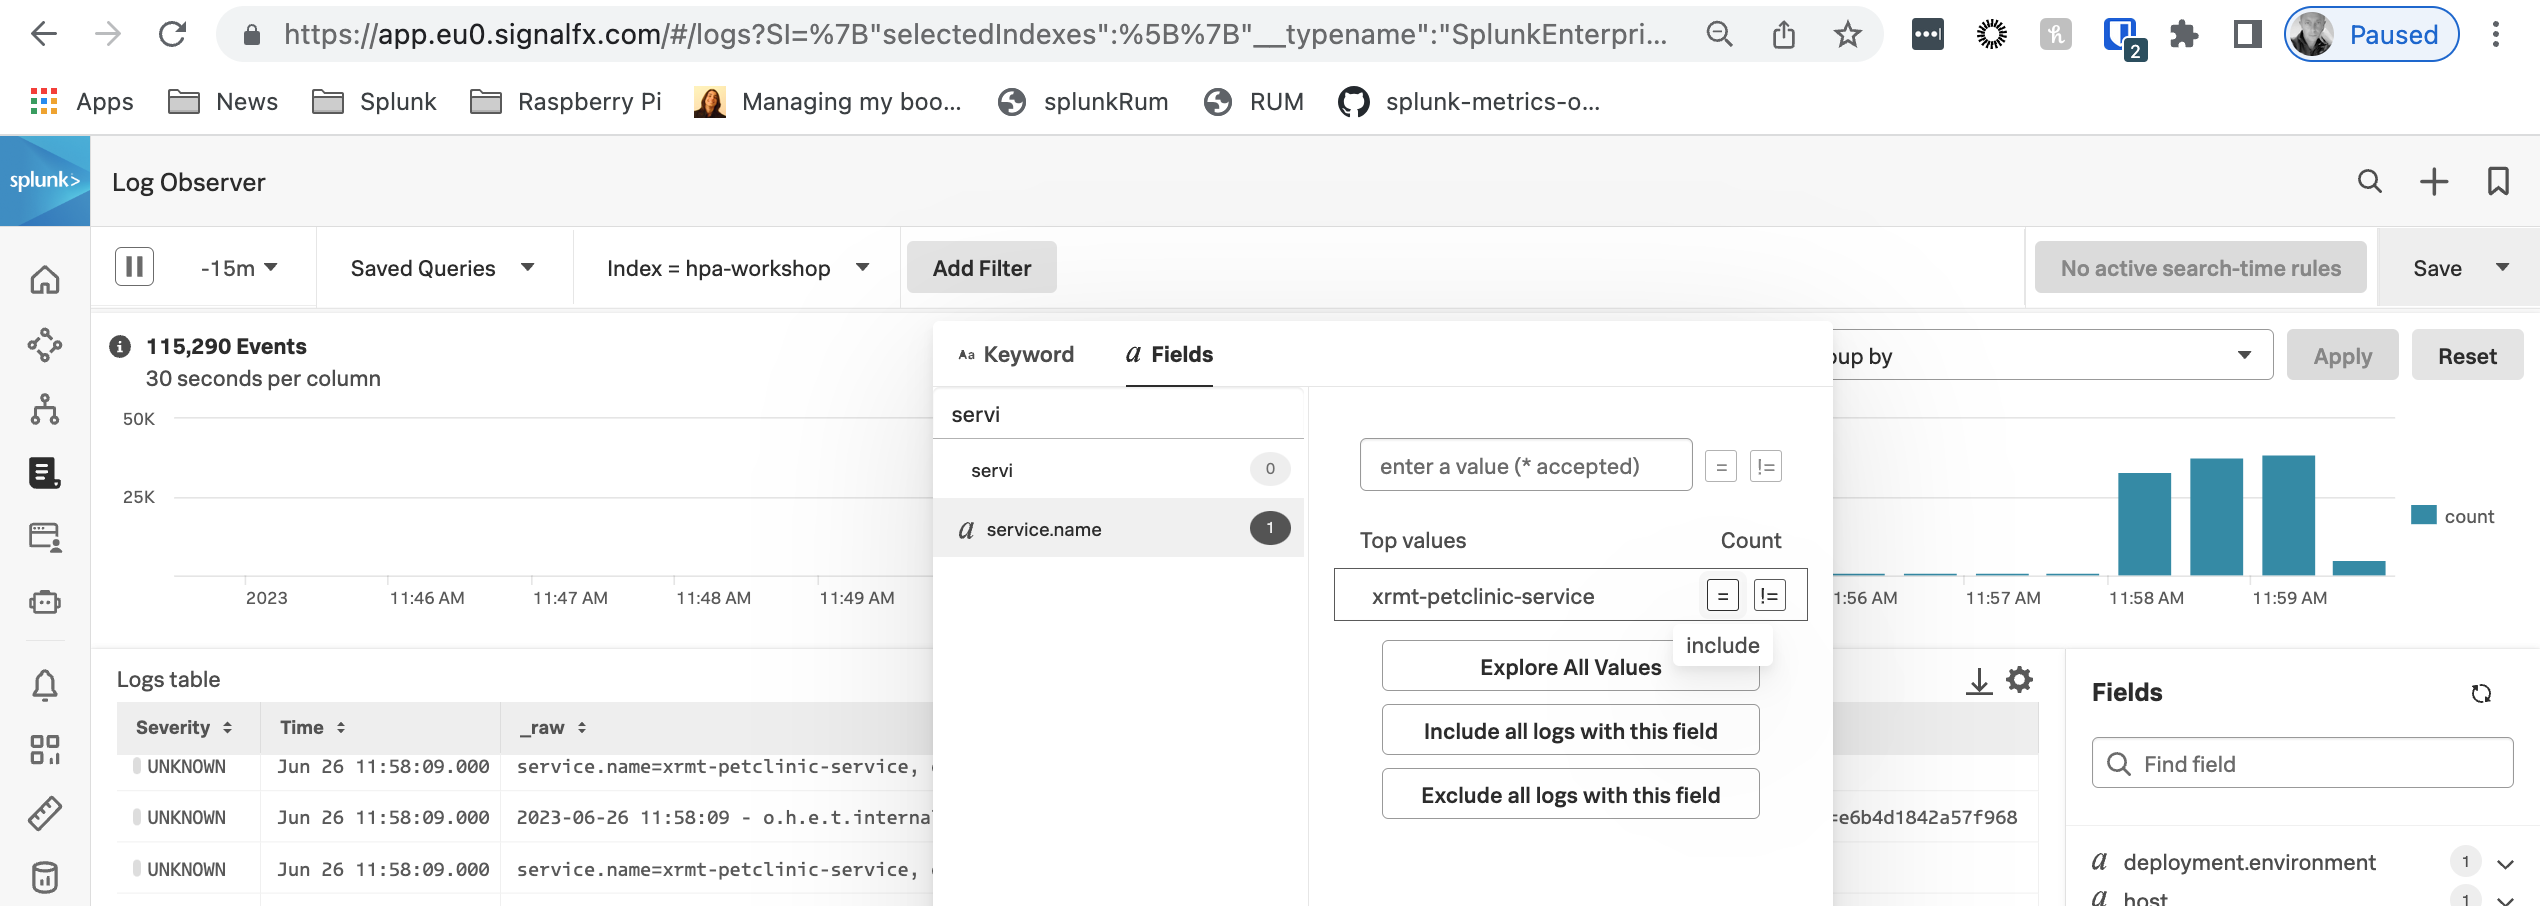 https://app.eu0.signalfx.com/#/logs?SI=%7B"selectedIndexes":%5B%7B"__typename":"SplunkEnterpri...
2
Paused
Apps
News
Splunk
Raspberry Pi
Managing my boo...
splunkRum
RUM
splunk-metrics-o...
splunk>
Log Observer
-15m
Saved Queries
Index = hpa-workshop
Add Filter
No active search-time rules
Save
115,290 Events
30 seconds per column
Aa Keyword
a Fields
oup by
Apply
Reset
50K
25K
servi
servi
0
a service.name
1
enter a value (* accepted)
=
!=
Top values
Count
xrmt-petclinic-service
=
!=
include
Explore All Values
Include all logs with this field
Exclude all logs with this field
count
2023
11:46 AM
11:47 AM
11:48 AM
11:49 AM
1:56 AM
11:57 AM
11:58 AM
11:59 AM
Logs table
Severity
Time
_raw
UNKNOWN
Jun 26 11:58:09.000
service.name=xrmt-petclinic-service,
UNKNOWN
Jun 26 11:58:09.000
2023-06-26 11:58:09 - o.h.e.t.interna
=e6b4d1842a57f968
UNKNOWN
Jun 26 11:58:09.000
service.name=xrmt-petclinic-service,
Fields
Find field
a deployment.environment
1
a host
1